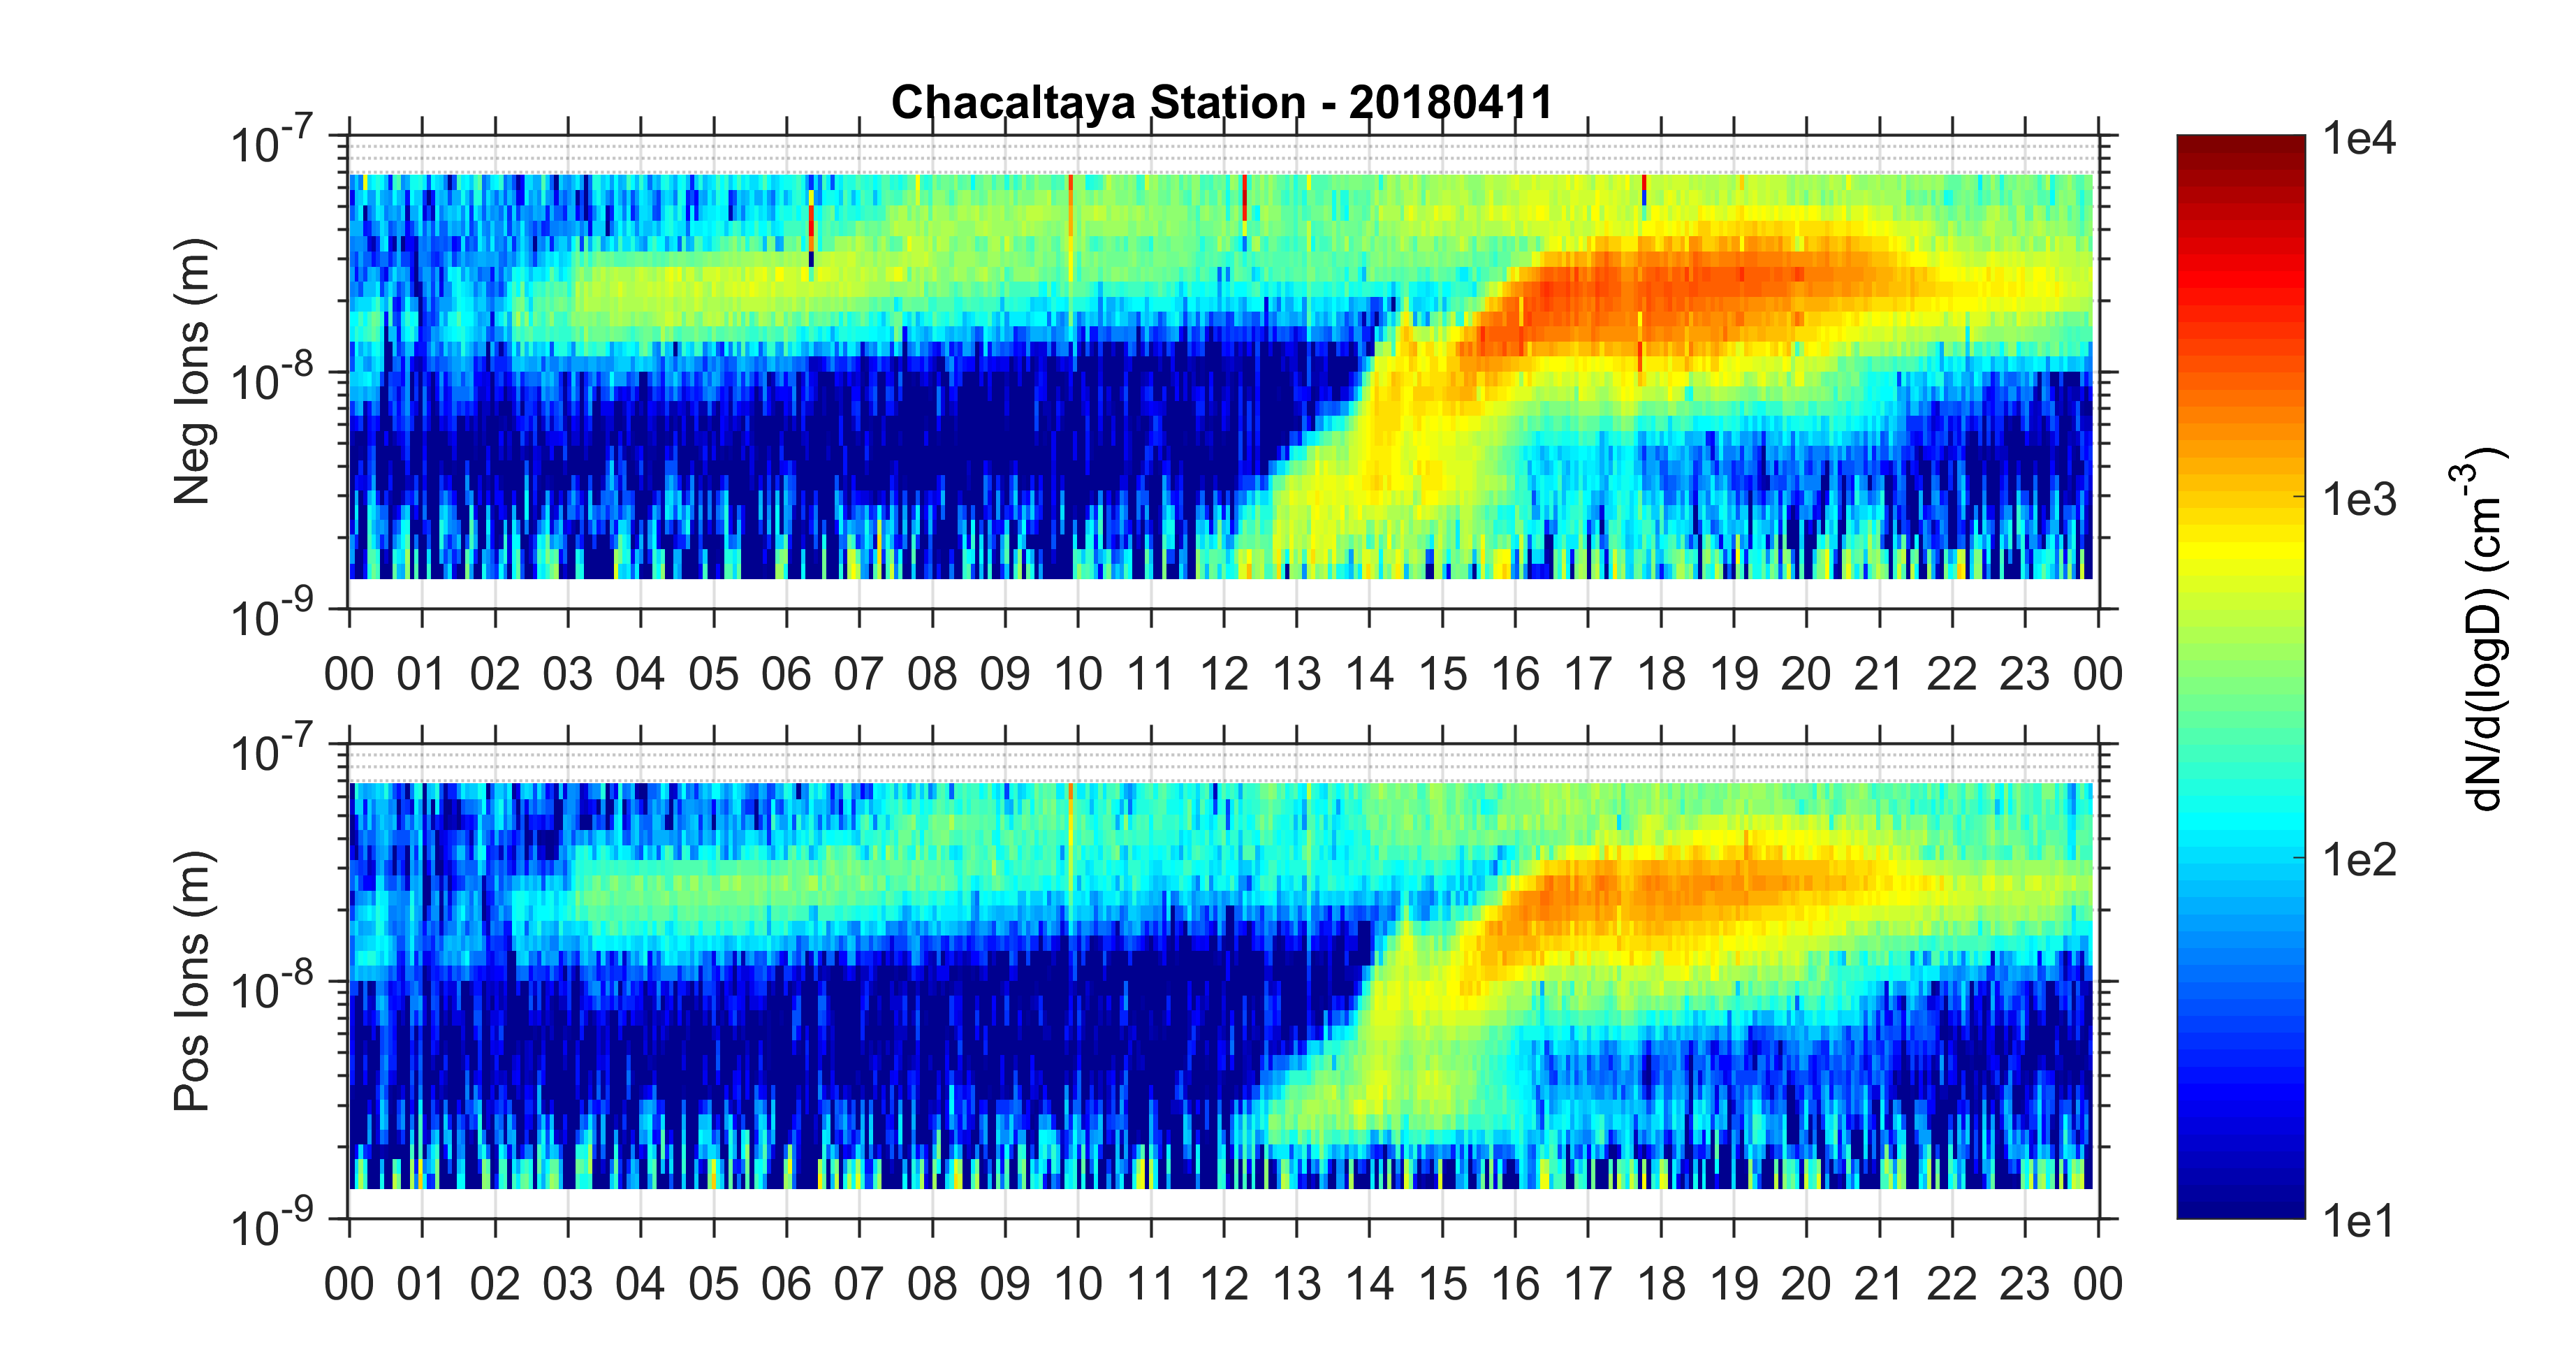 Chacaltaya Station - 20180411
10-7
10-8
10-9
Neg Ions (m)
00 01 02 03 04 05 06 07 08 09 10 11 12 13 14 15 16 17 18 19 20 21 22 23 00
10-7
10-8
10-9
Pos Ions (m)
00 01 02 03 04 05 06 07 08 09 10 11 12 13 14 15 16 17 18 19 20 21 22 23 00
1e4
1e3
1e2
1e1
dN/d(logD) (cm-3)